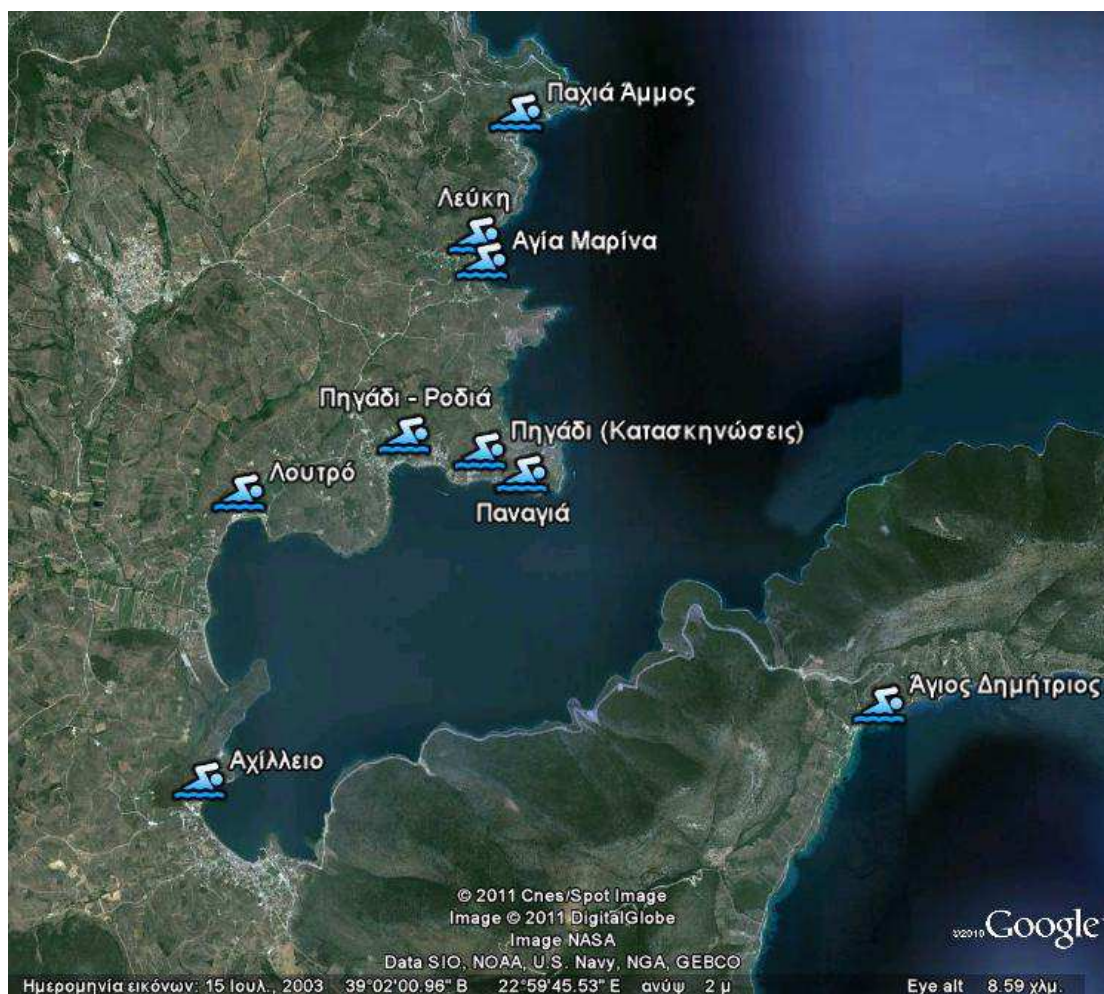 Παχιά Άμμος
Λεύκη
Αγία Μαρίνα
Πηγάδι - Ροδιά
Πηγάδι (Κατασκηνώσεις)
Λουτρό
Παναγιά
Άγιος Δημήτριος
Αχίλλειο
© 2011 Cnes/Spot Image
Image © 2011 DigitalGlobe
Image NASA
Data SIO, NOAA, U.S. Navy, NGA, GEBCO
©2010 Google
Ημερομηνία εικόνων: 15 Ιουλ., 2003 39°02'00.96" Β 22°59'45.53" Ε ανύψ 2 μ Eye alt 8.59 χλμ.